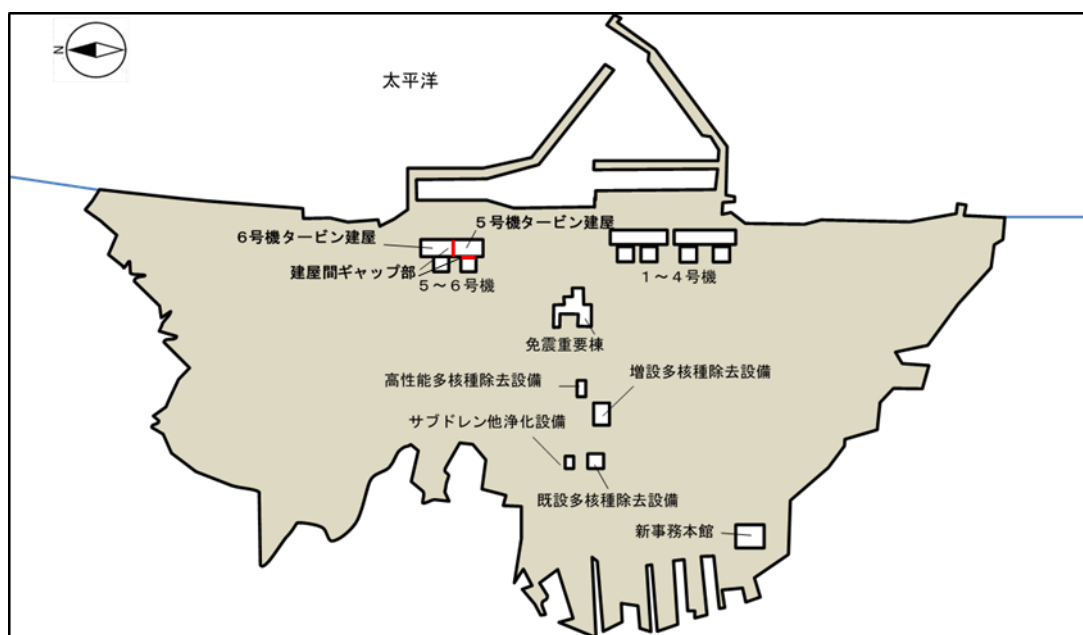 N
太平洋
5号機タービン建屋
6号機タービン建屋
建屋間ギャップ部
5～6号機
1～4号機
免震重要棟
高性能多核種除去設備
増設多核種除去設備
サブドレン他浄化設備
既設多核種除去設備
新事務本館